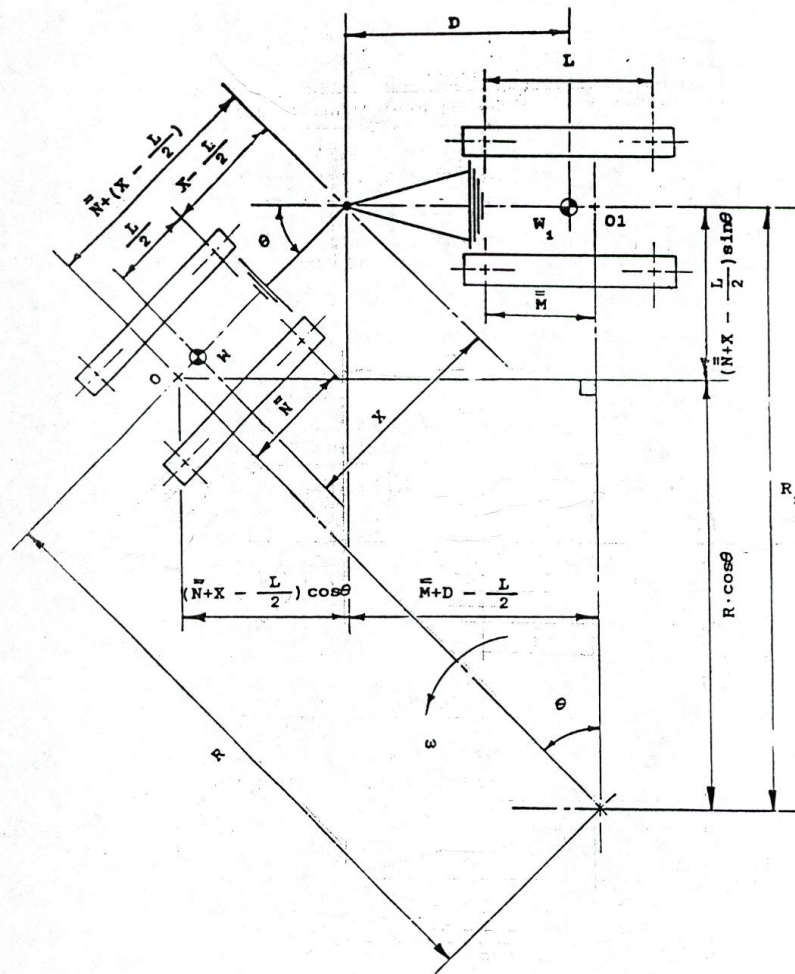 D
L
N̿+(X - L/2)
X - L/2
L/2
θ
W₁
O1
M̿
(N̿+X - L/2)sinθ
O
W
N̿
X
(N̿+X - L/2)cosθ
M̿+D - L/2
R·cosθ
θ
ω
R